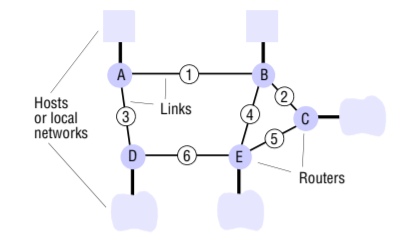 A
1
B
2
Hosts
or local
networks
Links
3
4
C
5
D
6
E
Routers